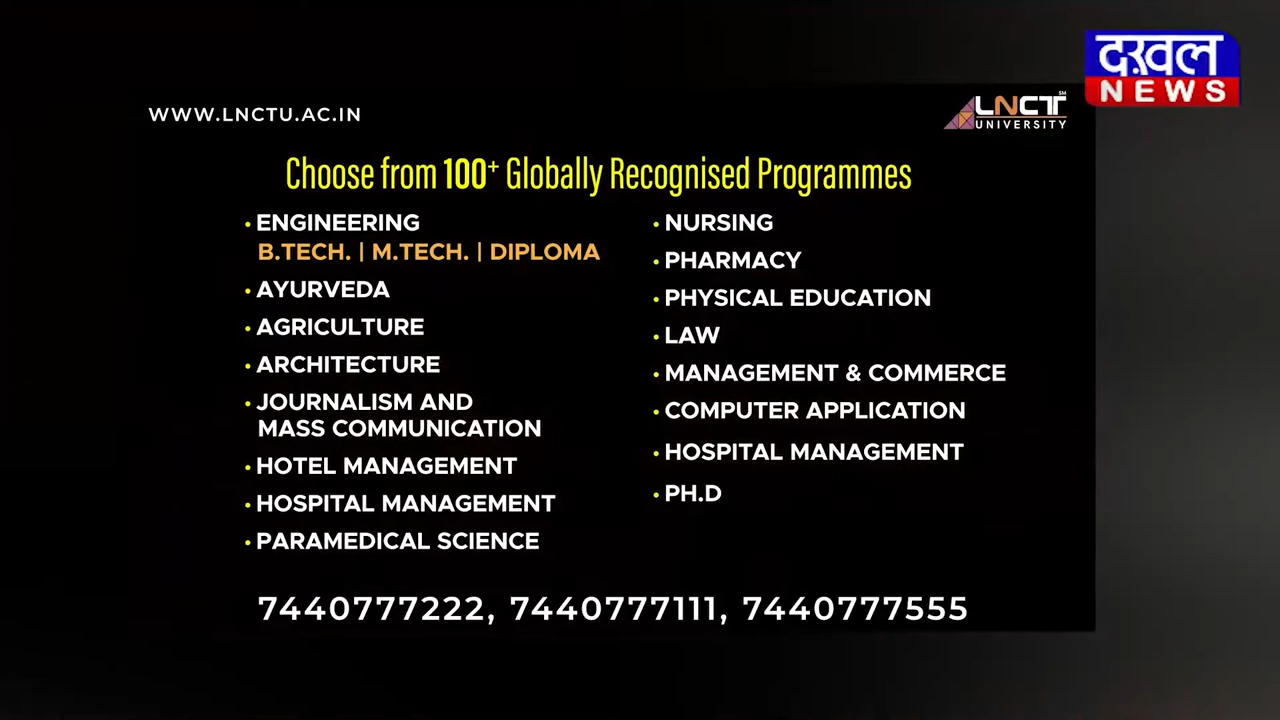 दख़ल
NEWS
WWW.LNCTU.AC.IN
LNCT SM
UNIVERSITY
Choose from 100+ Globally Recognised Programmes
• ENGINEERING
B.TECH. | M.TECH. | DIPLOMA
• AYURVEDA
• AGRICULTURE
• ARCHITECTURE
• JOURNALISM AND
MASS COMMUNICATION
• HOTEL MANAGEMENT
• HOSPITAL MANAGEMENT
• PARAMEDICAL SCIENCE
• NURSING
• PHARMACY
• PHYSICAL EDUCATION
• LAW
• MANAGEMENT & COMMERCE
• COMPUTER APPLICATION
• HOSPITAL MANAGEMENT
• PH.D
7440777222, 7440777111, 7440777555